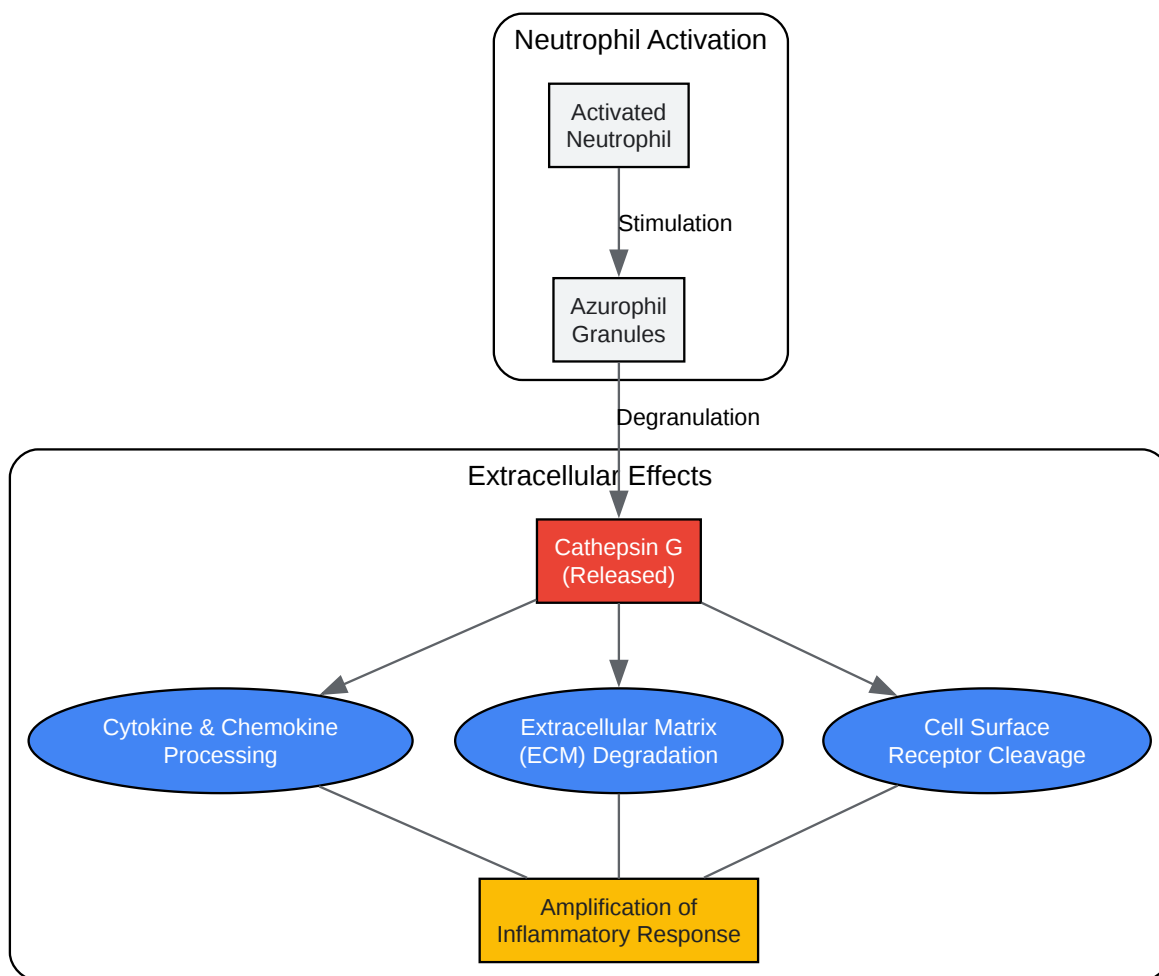 Neutrophil Activation
Activated
Neutrophil
Stimulation
Azurophil
Granules
Degranulation
Extracellular Effects
Cathepsin G
(Released)
Cytokine & Chemokine
Processing
Extracellular Matrix
(ECM) Degradation
Cell Surface
Receptor Cleavage
Amplification of
Inflammatory Response